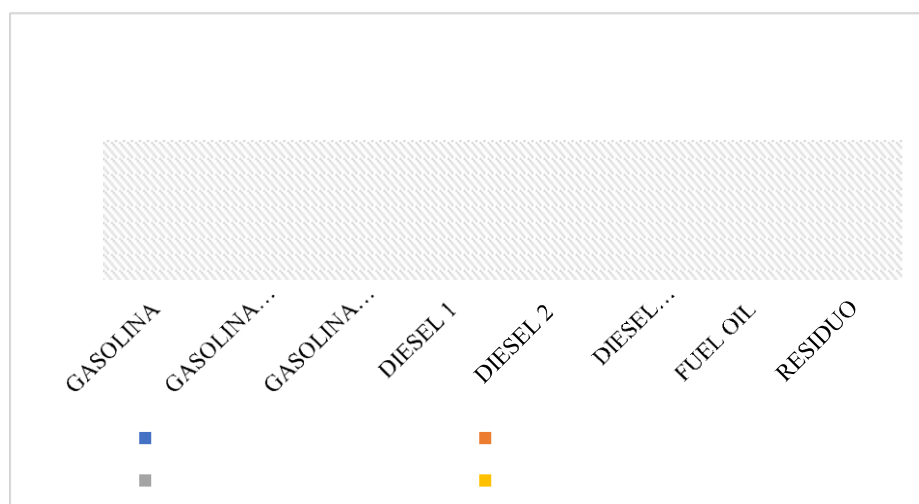 GASOLINA
GASOLINA...
GASOLINA...
DIESEL 1
DIESEL 2
DIESEL...
FUEL OIL
RESIDUO